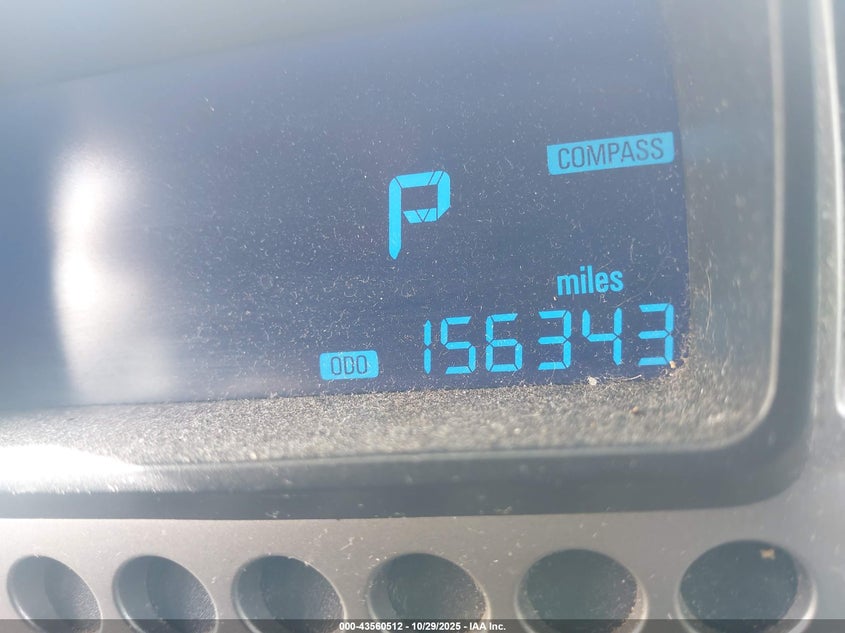 COMPASS
P
miles
ODO 156343
000-43560512 • 10/29/2025 • IAA Inc.